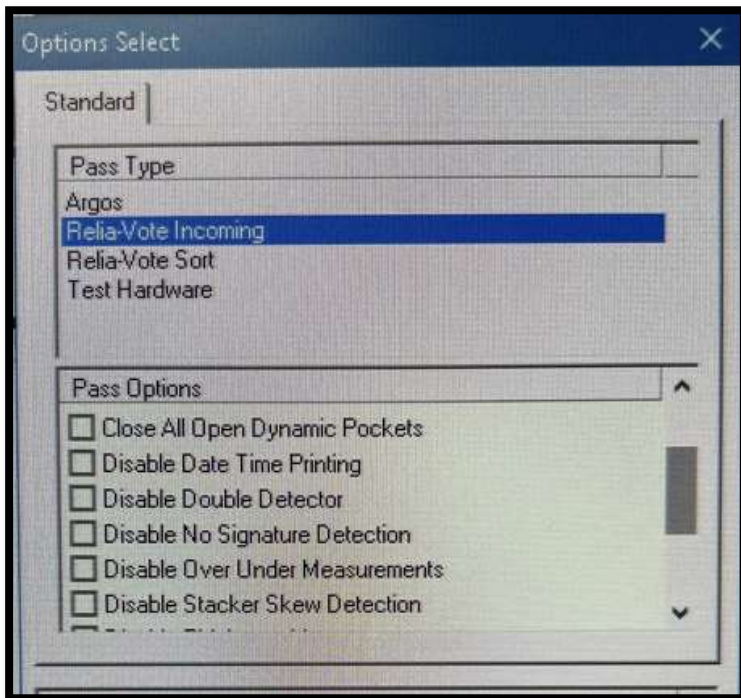 Options Select
Standard
Pass Type
Argos
Relia-Vote Incoming
Relia-Vote Sort
Test Hardware
Pass Options
Close All Open Dynamic Pockets
Disable Date Time Printing
Disable Double Detector
Disable No Signature Detection
Disable Over Under Measurements
Disable Stacker Skew Detection